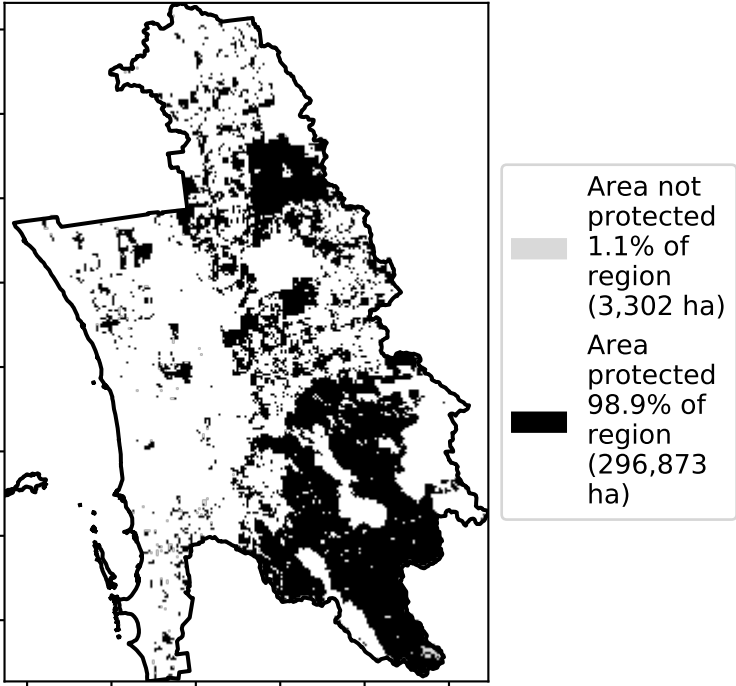 Area not
protected
1.1% of
region
(3,302 ha)
Area
protected
98.9% of
region
(296,873
ha)